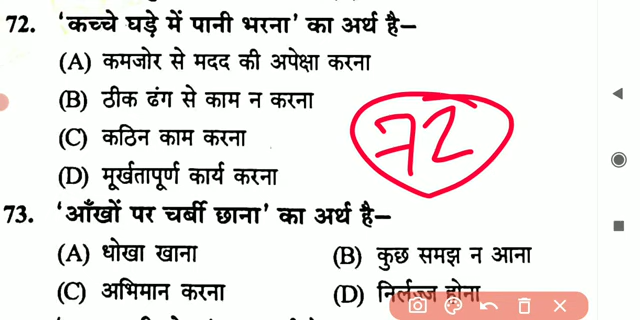 72. 'कच्चे घड़े में पानी भरना' का अर्थ है–
(A) कमजोर से मदद की अपेक्षा करना
(B) ठीक ढंग से काम न करना
(C) कठिन काम करना
72
(D) मूर्खतापूर्ण कार्य करना
73. 'आँखों पर चर्बी छाना' का अर्थ है–
(A) धोखा खाना (B) कुछ समझ न आना
(C) अभिमान करना (D) निर्लज्ज होना